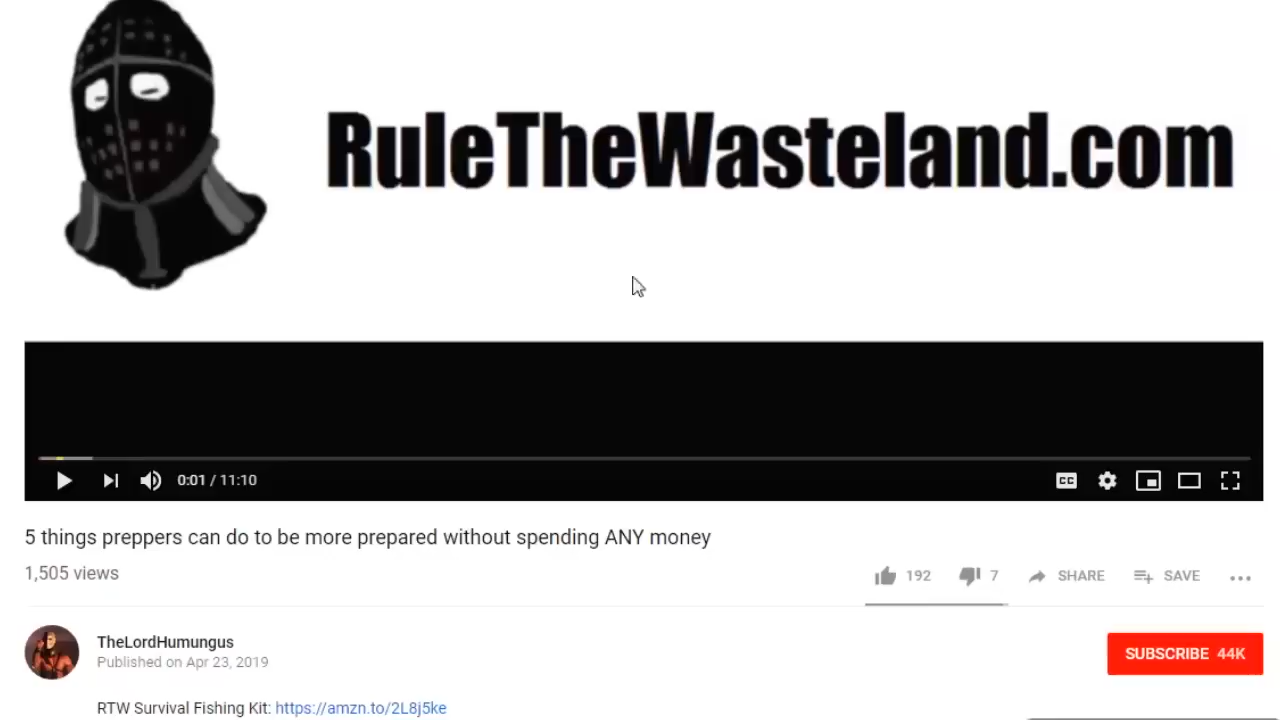 RuleTheWasteland.com
0:01 / 11:10
CC
5 things preppers can do to be more prepared without spending ANY money
1,505 views
192 7 SHARE SAVE
TheLordHumungus
Published on Apr 23, 2019
SUBSCRIBE 44K
RTW Survival Fishing Kit: https://amzn.to/2L8j5ke